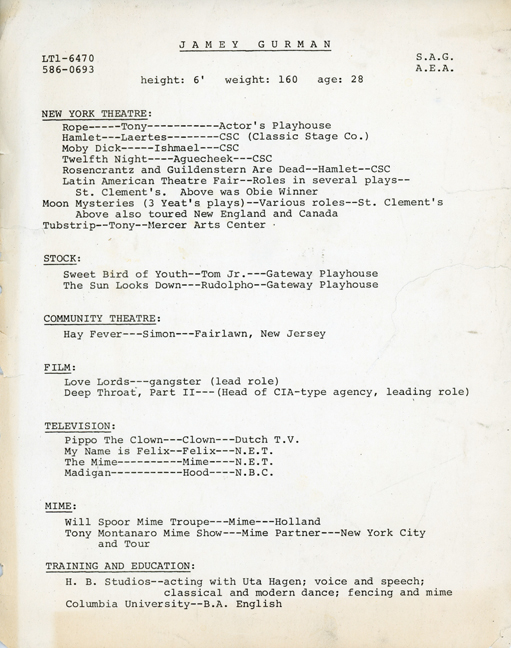 JAMEY GURMAN
LT1-6470
S.A.G.
586-0693
A.E.A.
height: 6' weight: 160 age: 28
NEW YORK THEATRE:
Rope-----Tony-----------Actor's Playhouse
Hamlet---Laertes--------CSC (Classic Stage Co.)
Moby Dick-----Ishmael---CSC
Twelfth Night----Aguecheek---CSC
Rosencrantz and Guildenstern Are Dead--Hamlet--CSC
Latin American Theatre Fair--Roles in several plays--
St. Clement's. Above was Obie Winner
Moon Mysteries (3 Yeat's plays)--Various roles--St. Clement's
Above also toured New England and Canada
Tubstrip--Tony--Mercer Arts Center
STOCK:
Sweet Bird of Youth--Tom Jr.---Gateway Playhouse
The Sun Looks Down---Rudolpho--Gateway Playhouse
COMMUNITY THEATRE:
Hay Fever---Simon---Fairlawn, New Jersey
FILM:
Love Lords---gangster (lead role)
Deep Throat, Part II---(Head of CIA-type agency, leading role)
TELEVISION:
Pippo The Clown---Clown---Dutch T.V.
My Name is Felix--Felix---N.E.T.
The Mime----------Mime----N.E.T.
Madigan-----------Hood----N.B.C.
MIME:
Will Spoor Mime Troupe---Mime---Holland
Tony Montanaro Mime Show---Mime Partner---New York City
and Tour
TRAINING AND EDUCATION:
H. B. Studios--acting with Uta Hagen; voice and speech;
classical and modern dance; fencing and mime
Columbia University--B.A. English